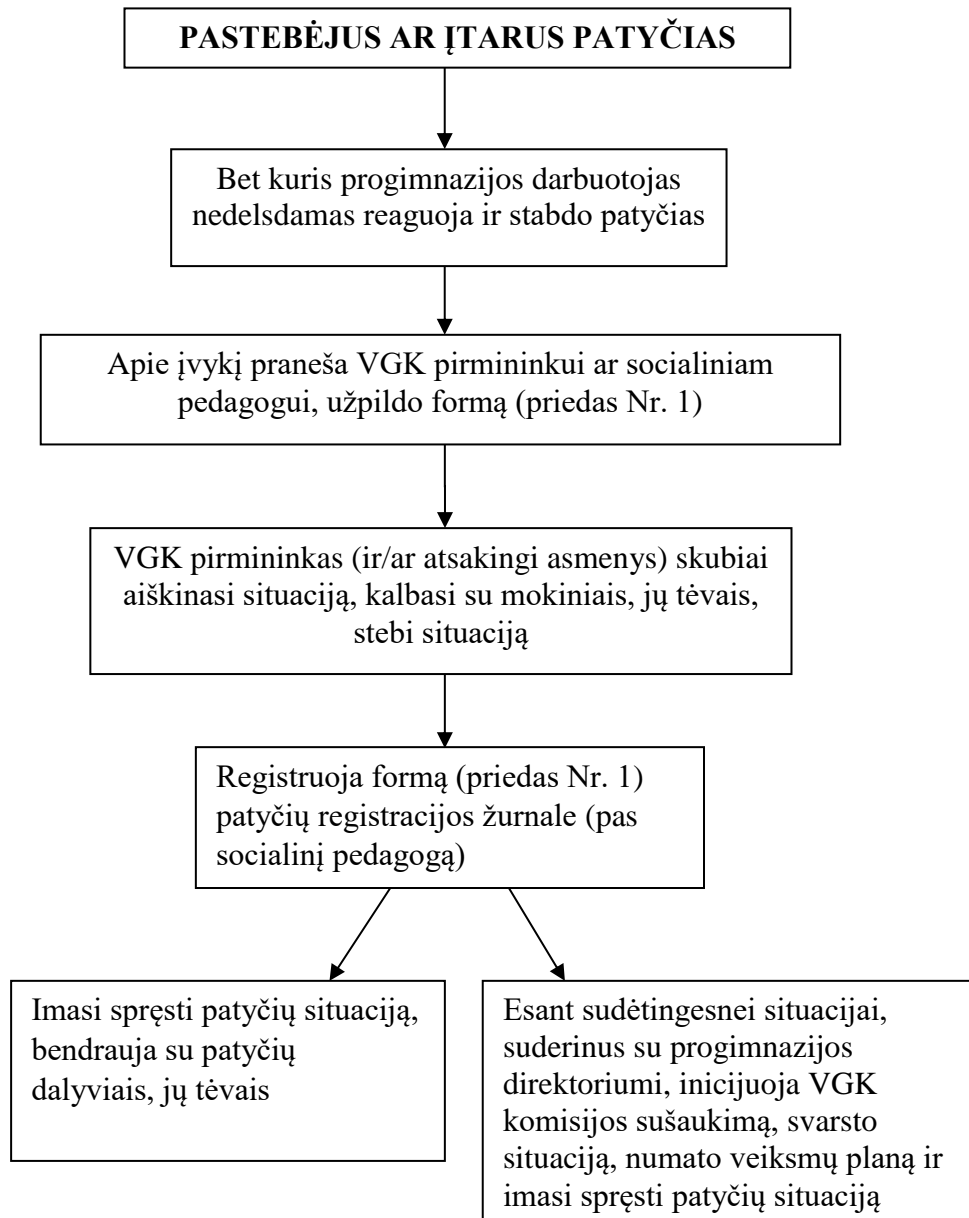 PASTEBĖJUS AR ĮTARUS PATYČIAS
Bet kuris progimnazijos darbuotojas
nedelsdamas reaguoja ir stabdo patyčias
Apie įvykį praneša VGK pirmininkui ar socialiniam
pedagogui, užpildo formą (priedas Nr. 1)
VGK pirmininkas (ir/ar atsakingi asmenys) skubiai
aiškinasi situaciją, kalbasi su mokiniais, jų tėvais,
stebi situaciją
Registruoja formą (priedas Nr. 1)
patyčių registracijos žurnale (pas
socialinį pedagogą)
Imasi spręsti patyčių situaciją,
bendrauja su patyčių
dalyviais, jų tėvais
Esant sudėtingesnei situacijai,
suderinus su progimnazijos
direktoriumi, inicijuoja VGK
komisijos sušaukimą, svarsto
situaciją, numato veiksmų planą ir
imasi spręsti patyčių situaciją